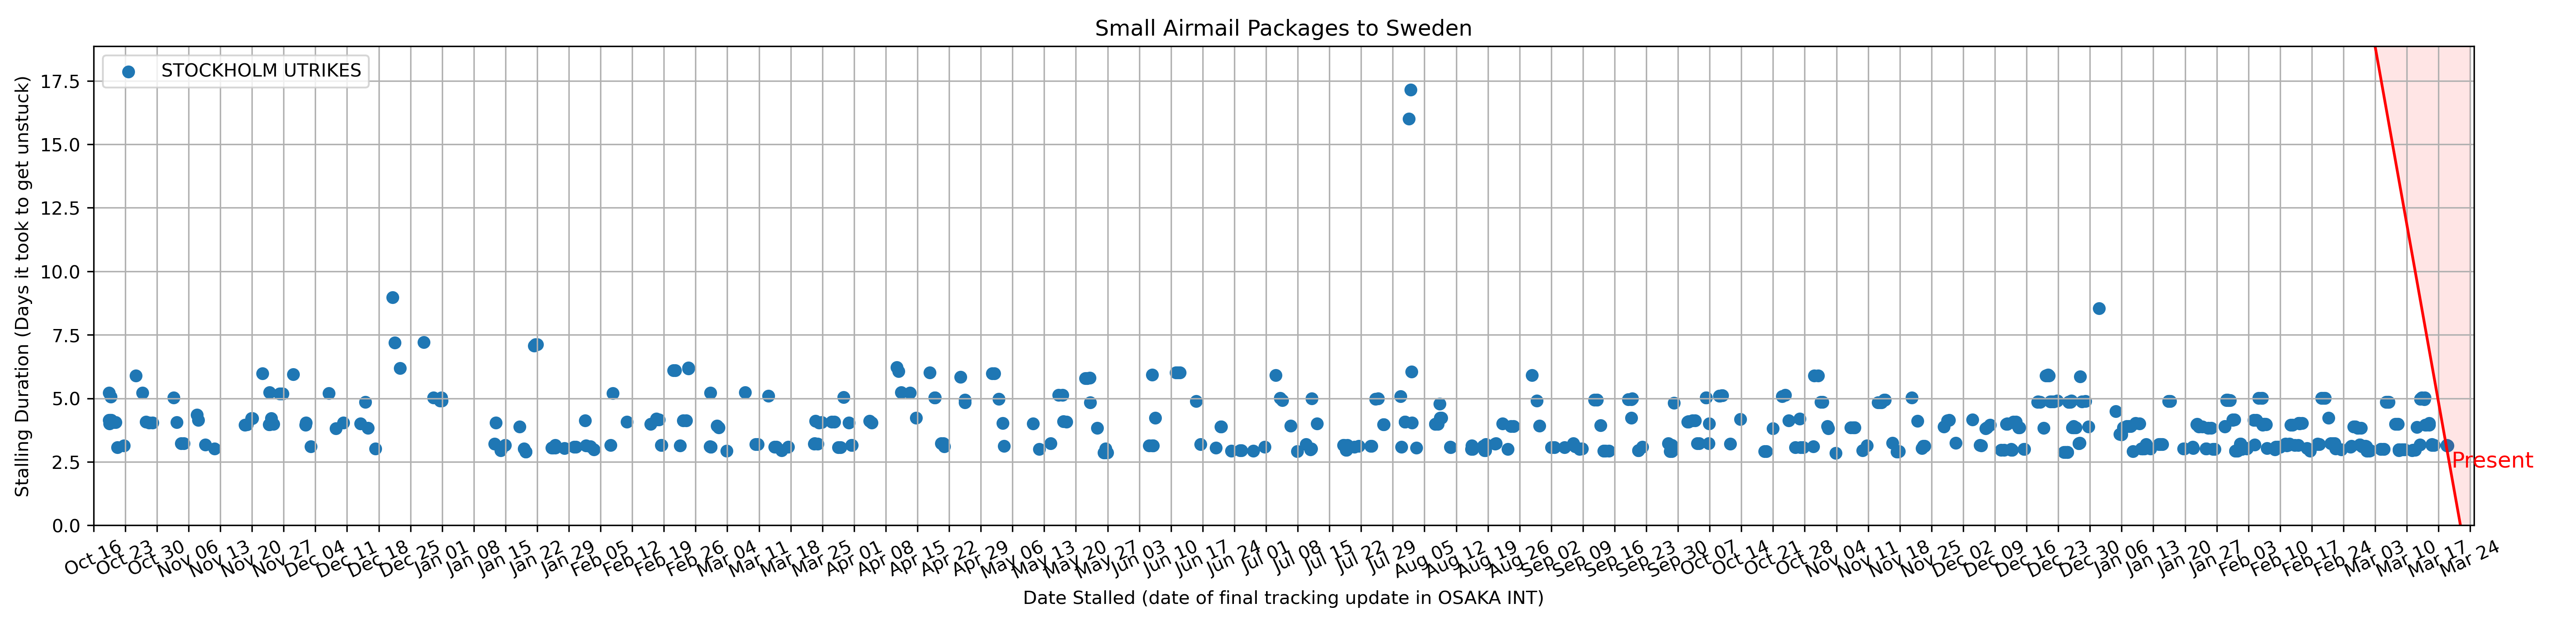 Small Airmail Packages to Sweden
STOCKHOLM UTRIKES
Stalling Duration (Days it took to get unstuck)
17.5
15.0
12.5
10.0
7.5
5.0
2.5
0.0
Present
Oct 16
Oct 23
Oct 30
Nov 06
Nov 13
Nov 20
Nov 27
Dec 04
Dec 11
Dec 18
Dec 25
Jan 01
Jan 08
Jan 15
Jan 22
Jan 29
Feb 05
Feb 12
Feb 19
Feb 26
Mar 04
Mar 11
Mar 18
Mar 25
Apr 01
Apr 08
Apr 15
Apr 22
Apr 29
May 06
May 13
May 20
May 27
Jun 03
Jun 10
Jun 17
Jun 24
Jul 01
Jul 08
Jul 15
Jul 22
Jul 29
Aug 05
Aug 12
Aug 19
Aug 26
Sep 02
Sep 09
Sep 16
Sep 23
Sep 30
Oct 07
Oct 14
Oct 21
Oct 28
Nov 04
Nov 11
Nov 18
Nov 25
Dec 02
Dec 09
Dec 16
Dec 23
Dec 30
Jan 06
Jan 13
Jan 20
Jan 27
Feb 03
Feb 10
Feb 17
Feb 24
Mar 03
Mar 10
Mar 17
Mar 24
Date Stalled (date of final tracking update in OSAKA INT)